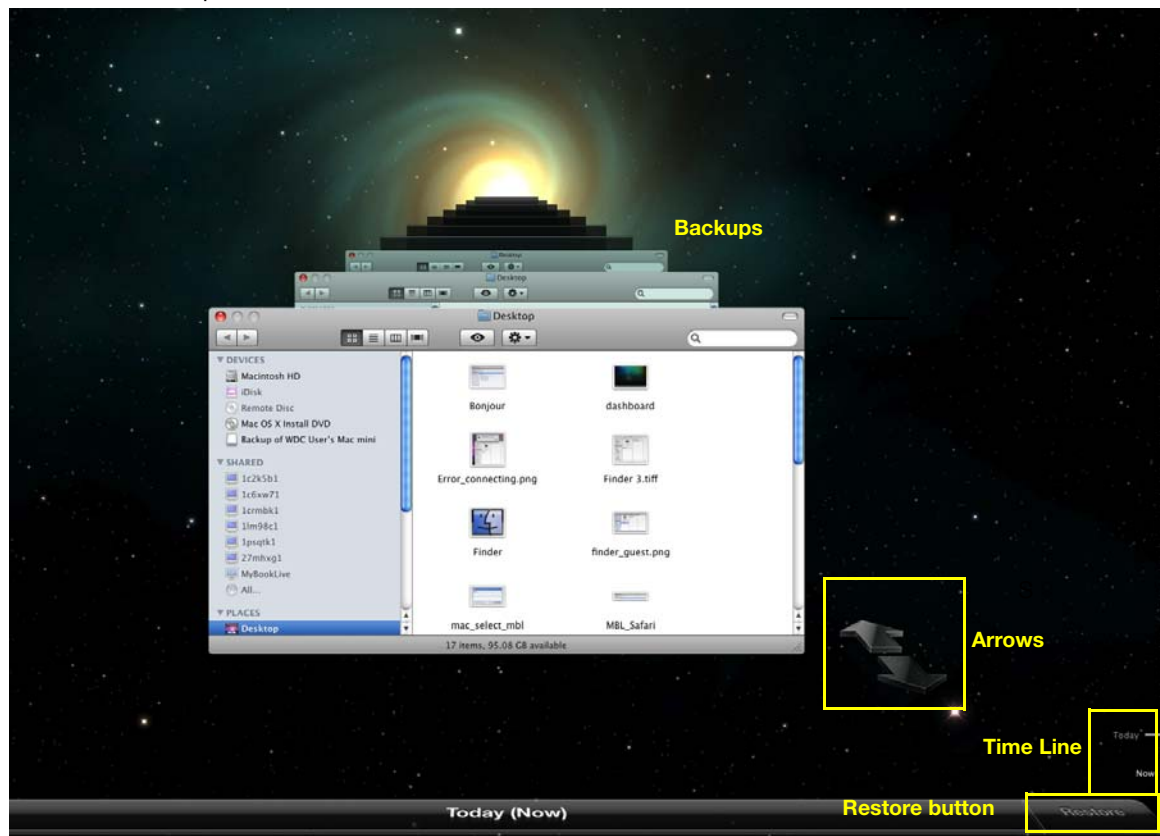 Backups
Desktop
Desktop
Desktop
DEVICES
Macintosh HD
iDisk
Remote Disc
Mac OS X Install DVD
Backup of WDC User's Mac mini
SHARED
1c2k5b1
1c6xw71
1crmbk1
1lm98c1
1psqtk1
27mhxg1
MyBookLive
All...
PLACES
Desktop
Bonjour
dashboard
Error_connecting.png
Finder 3.tiff
Finder
finder_guest.png
mac_select_mbl
MBL_Safari
17 items, 95.08 GB available
Arrows
Time Line
Today
Now
Today (Now)
Restore button
Restore